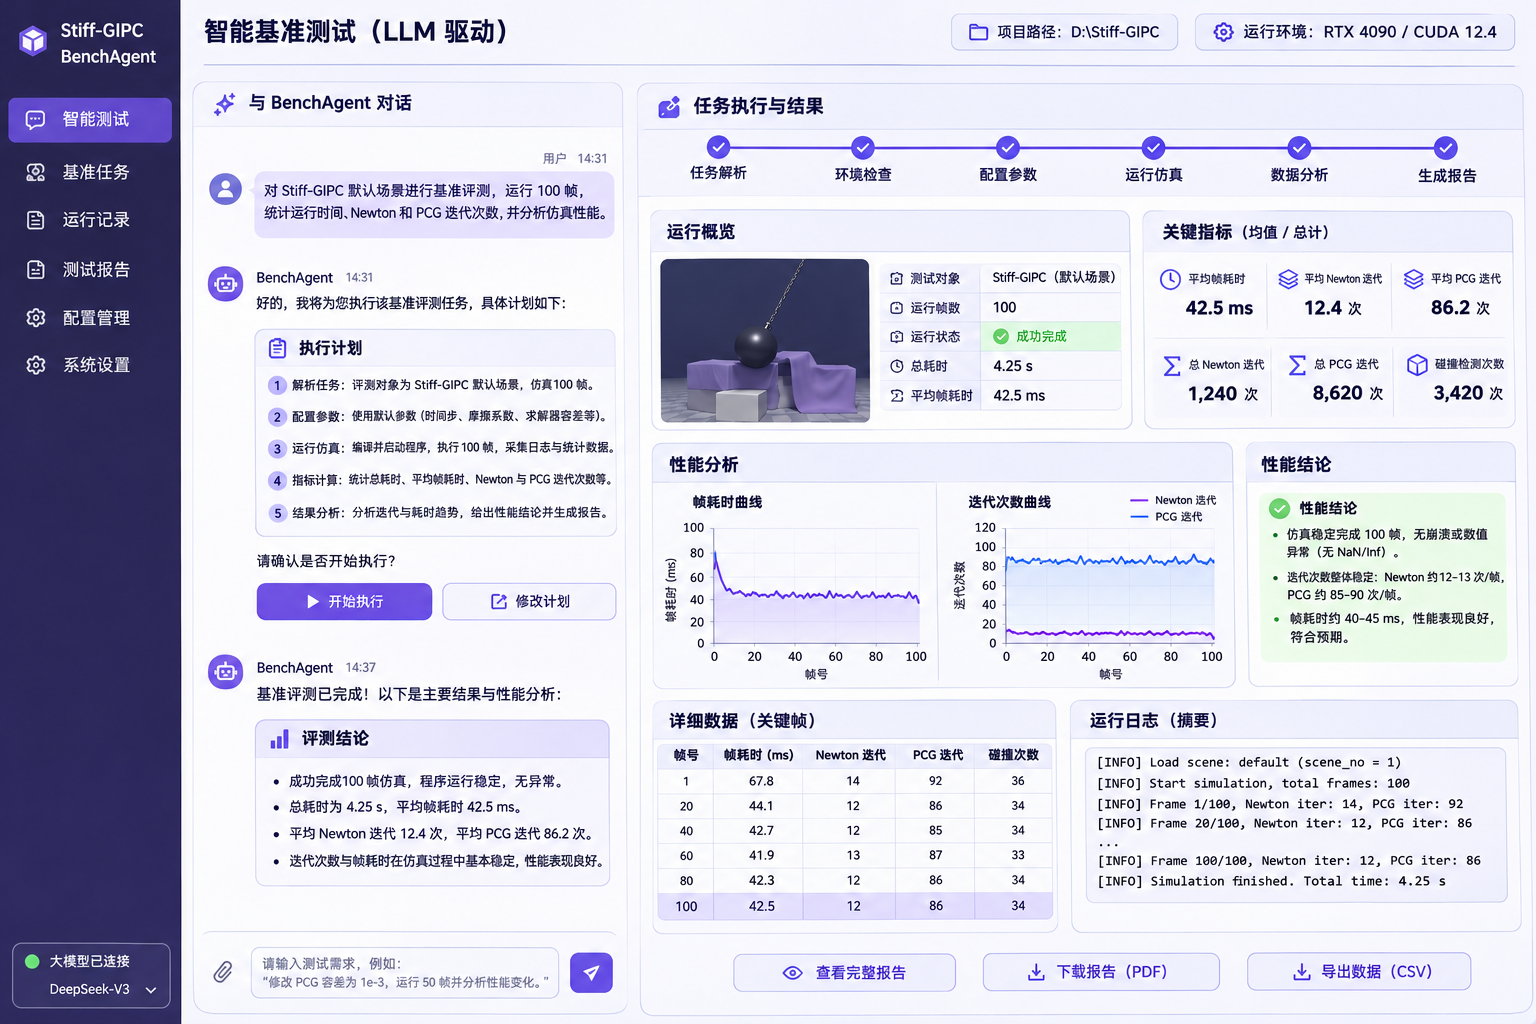 Stiff-GIPC
BenchAgent
智能测试
基准任务
运行记录
测试报告
配置管理
系统设置
大模型已连接
DeepSeek-V3
智能基准测试（LLM 驱动）
项目路径：D:\Stiff-GIPC
运行环境：RTX 4090 / CUDA 12.4
与 BenchAgent 对话
用户 14:31
对 Stiff-GIPC 默认场景进行基准评测，运行 100 帧，
统计运行时间、Newton 和 PCG 迭代次数, 并分析仿真性能。
BenchAgent 14:31
好的，我将为您执行该基准评测任务，具体计划如下：
执行计划
1 解析任务：评测对象为 Stiff-GIPC 默认场景，仿真100 帧。
2 配置参数：使用默认参数 (时间步、摩擦系数、求解器容差等)。
3 运行仿真：编译并启动程序，执行 100 帧，采集日志与统计数据。
4 指标计算：统计总耗时、平均帧耗时、Newton 与 PCG 迭代次数等。
5 结果分析：分析迭代与耗时趋势，给出性能结论并生成报告。
请确认是否开始执行？
开始执行
修改计划
BenchAgent 14:37
基准评测已完成！以下是主要结果与性能分析：
评测结论
• 成功完成100 帧仿真，程序运行稳定，无异常。
• 总耗时为 4.25 s，平均帧耗时 42.5 ms。
• 平均 Newton 迭代 12.4 次，平均 PCG 迭代 86.2 次。
• 迭代次数与帧耗时在仿真过程中基本稳定, 性能表现良好。
请输入测试需求，例如：
“修改 PCG 容差为 1e-3，运行 50 帧并分析性能变化。”
任务执行与结果
任务解析
环境检查
配置参数
运行仿真
数据分析
生成报告
运行概览
测试对象 Stiff-GIPC（默认场景）
运行帧数 100
运行状态 成功完成
总耗时 4.25 s
平均帧耗时 42.5 ms
关键指标（均值 / 总计）
平均帧耗时
42.5 ms
平均 Newton 迭代
12.4 次
平均 PCG 迭代
86.2 次
总 Newton 迭代
1,240 次
总 PCG 迭代
8,620 次
碰撞检测次数
3,420 次
性能分析
帧耗时曲线
帧耗时 (ms)
100
80
60
40
20
0
0 20 40 60 80 100
帧号
迭代次数曲线
Newton 迭代
PCG 迭代
迭代次数
120
100
80
60
40
20
0
0 20 40 60 80 100
帧号
性能结论
性能结论
• 仿真稳定完成 100 帧，无崩溃或数值
异常（无 NaN/Inf）。
• 迭代次数整体稳定：Newton 约12–13 次/帧,
PCG 约 85–90 次/帧。
• 帧耗时约 40–45 ms，性能表现良好，
符合预期。
详细数据（关键帧）
帧号 帧耗时 (ms) Newton 迭代 PCG 迭代 碰撞次数
1 67.8 14 92 36
20 44.1 12 86 34
40 42.7 12 85 34
60 41.9 13 87 33
80 42.3 12 86 34
100 42.5 12 86 34
运行日志（摘要）
[INFO] Load scene: default (scene_no = 1)
[INFO] Start simulation, total frames: 100
[INFO] Frame 1/100, Newton iter: 14, PCG iter: 92
[INFO] Frame 20/100, Newton iter: 12, PCG iter: 86
...
[INFO] Frame 100/100, Newton iter: 12, PCG iter: 86
[INFO] Simulation finished. Total time: 4.25 s
查看完整报告
下载报告（PDF）
导出数据（CSV）